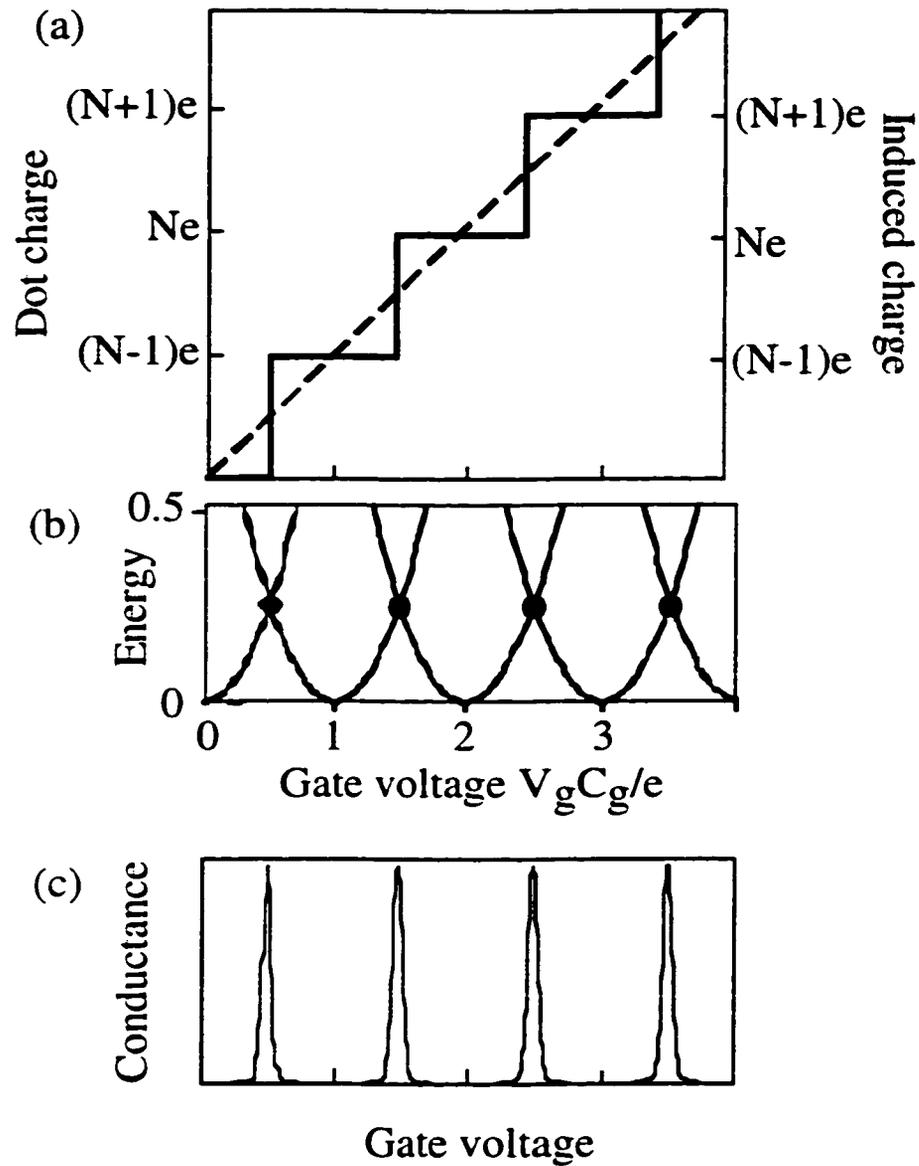 (a)
Dot charge
(N+1)e
Ne
(N-1)e
(N+1)e
Ne
(N-1)e
Induced charge
(b)
Energy
0.5
0
0 1 2 3
Gate voltage VgCg/e
(c)
Conductance
Gate voltage